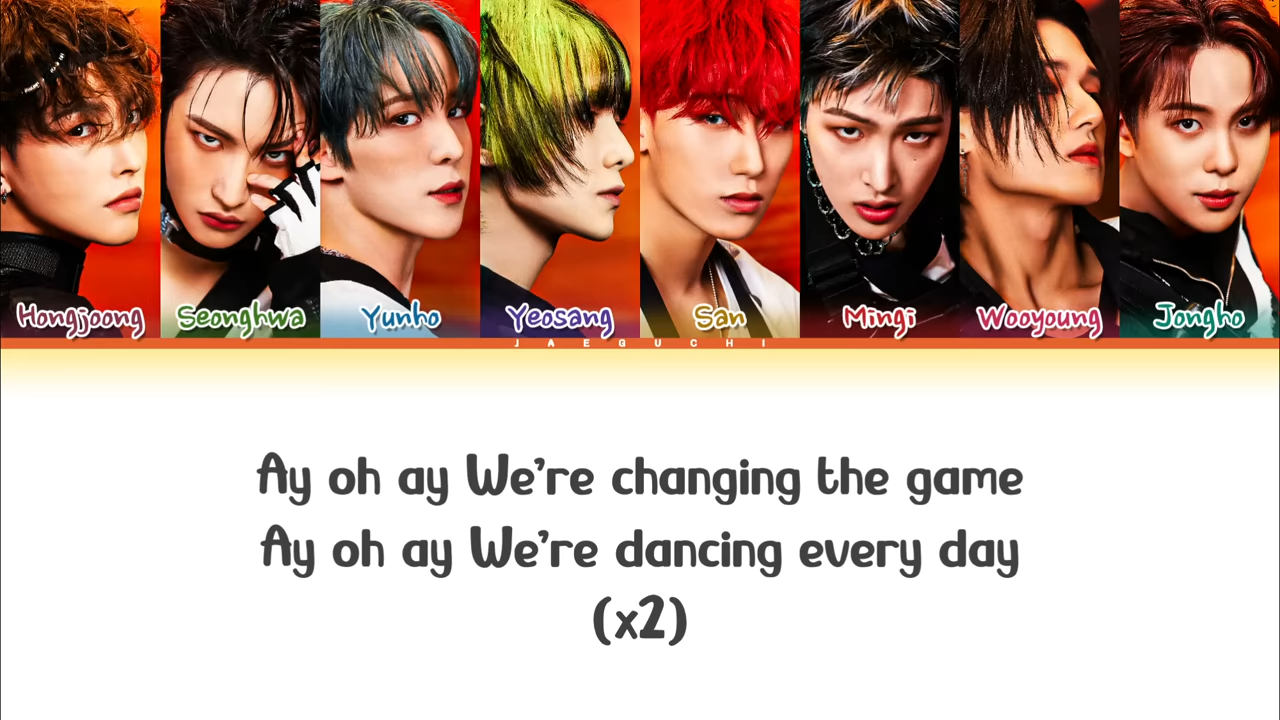 Hongjoong Seonghwa Yunho Yeosang San Mingi Wooyoung Jongho
JAEGUCHI
Ay oh ay We're changing the game
Ay oh ay We're dancing every day
(x2)